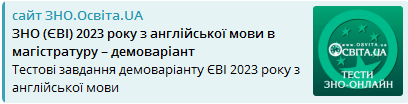 сайт ЗНО.Освіта.UA
ЗНО (ЄВІ) 2023 року з англійської мови в
магістратуру – демоваріант
Тестові завдання демоваріанту ЄВІ 2023 року з
англійської мови
WWW.OSVITA.UA
ОСВІТА.UA
ТЕСТИ
ЗНО-ОНЛАЙН